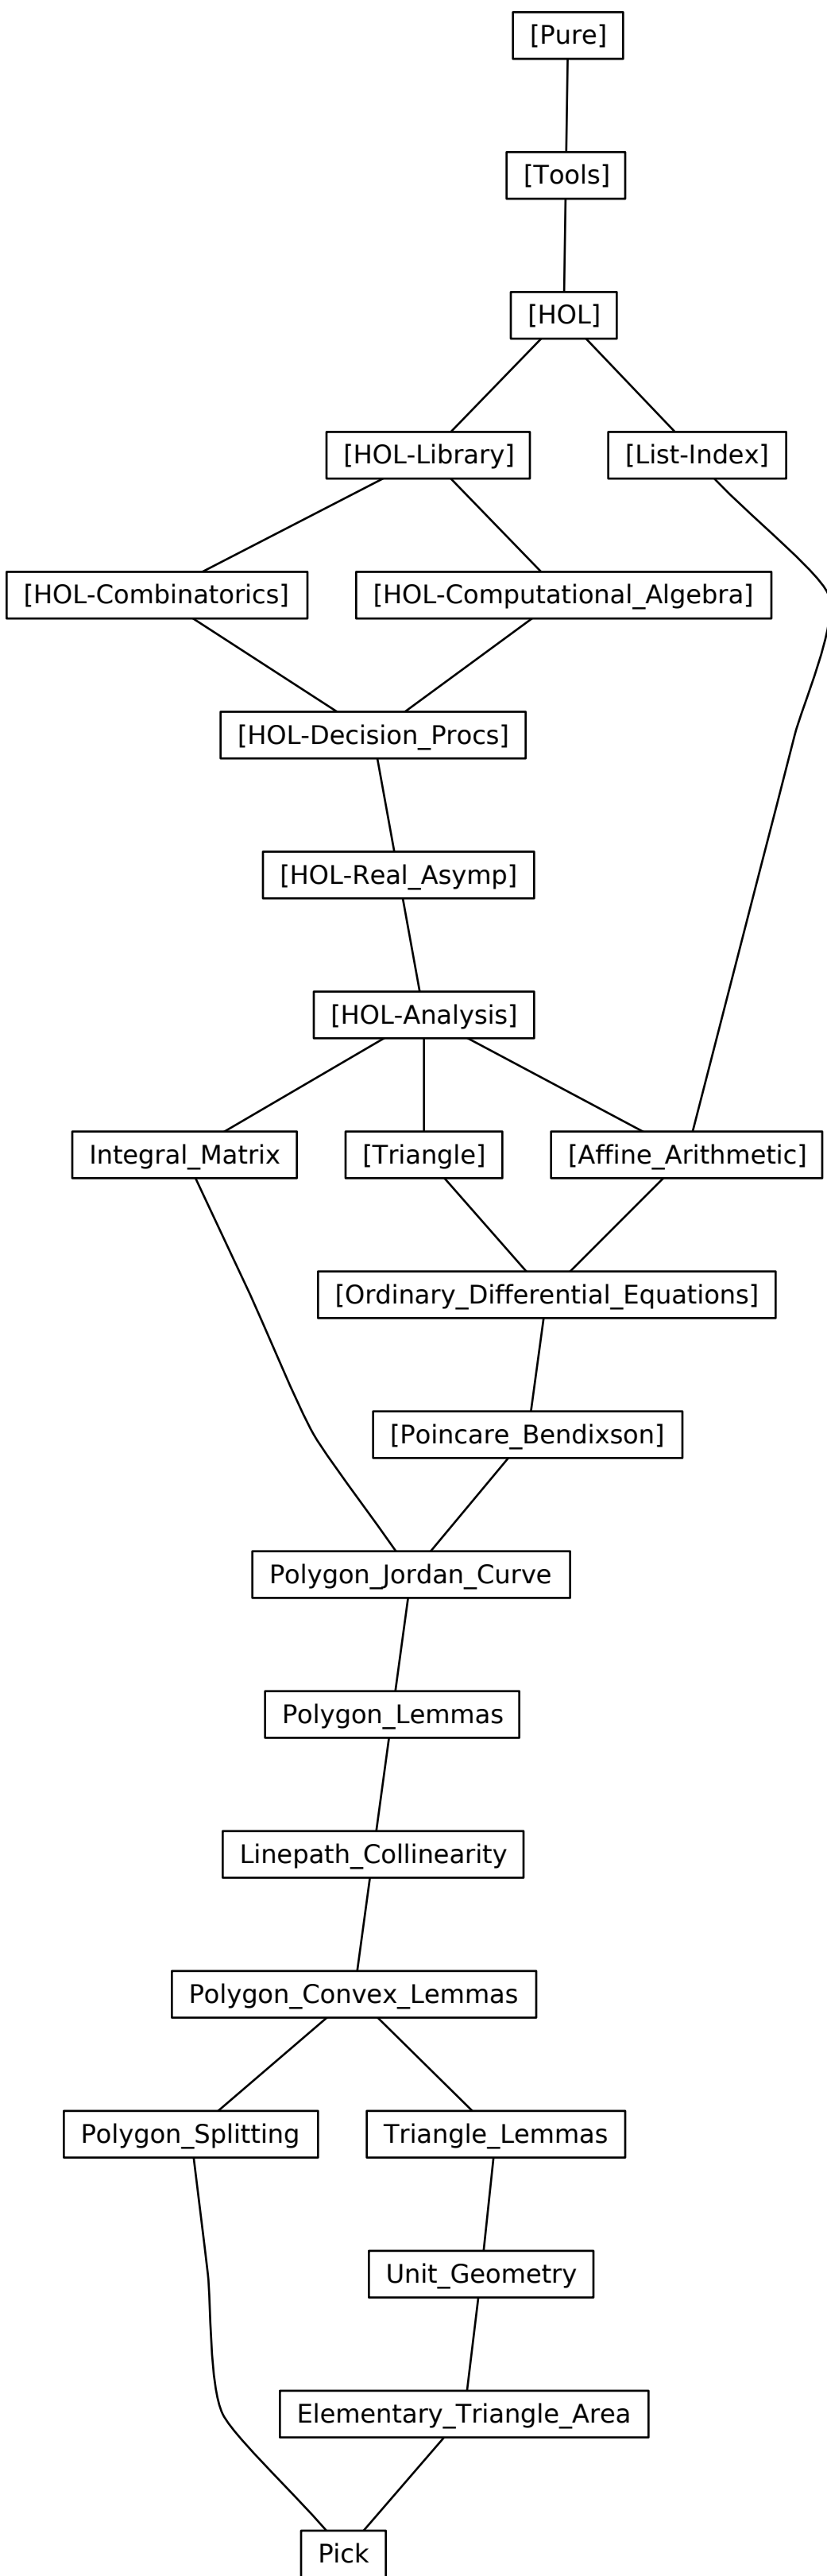 [Pure]
[Tools]
[HOL]
[HOL-Library]
[List-Index]
[HOL-Combinatorics]
[HOL-Computational_Algebra]
[HOL-Decision_Procs]
[HOL-Real_Asymp]
[HOL-Analysis]
Integral_Matrix
[Triangle]
[Affine_Arithmetic]
[Ordinary_Differential_Equations]
[Poincare_Bendixson]
Polygon_Jordan_Curve
Polygon_Lemmas
Linepath_Collinearity
Polygon_Convex_Lemmas
Polygon_Splitting
Triangle_Lemmas
Unit_Geometry
Elementary_Triangle_Area
Pick